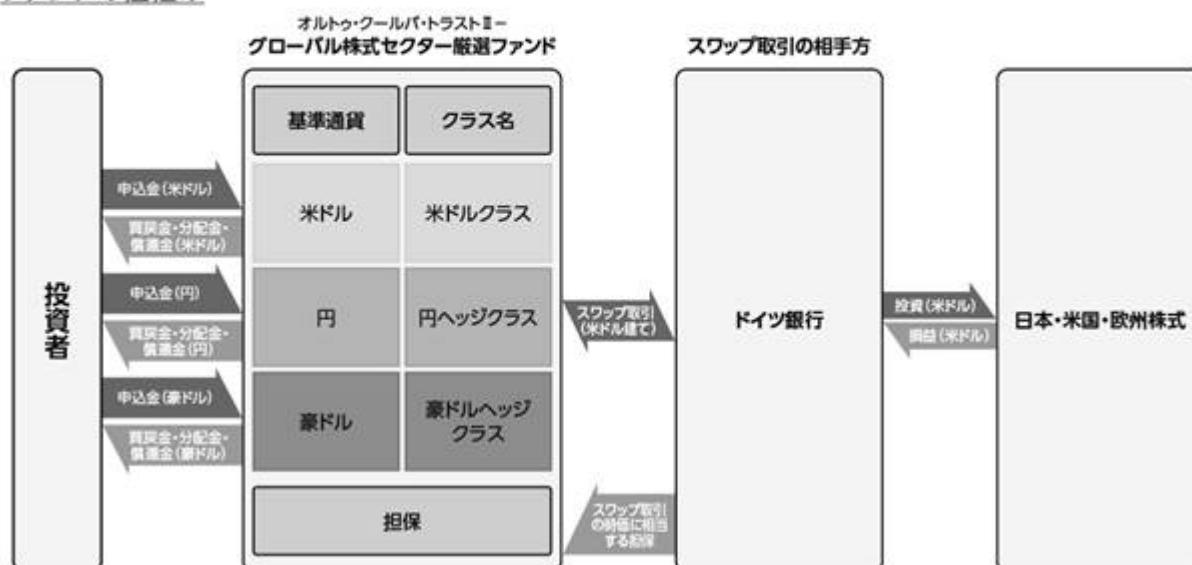 オルトゥ・クールパ・トラストⅡ－
グローバル株式セクター厳選ファンド
スワップ取引の相手方
投資者
申込金(米ドル)
買戻金・分配金・
償還金(米ドル)
申込金(円)
買戻金・分配金・
償還金(円)
申込金(豪ドル)
買戻金・分配金・
償還金(豪ドル)
基準通貨
クラス名
米ドル
米ドルクラス
円
円ヘッジクラス
豪ドル
豪ドルヘッジ
クラス
担保
スワップ取引
(米ドル建て)
スワップ取引
の時価に相当
する担保
ドイツ銀行
投資(米ドル)
損益(米ドル)
日本・米国・欧州株式